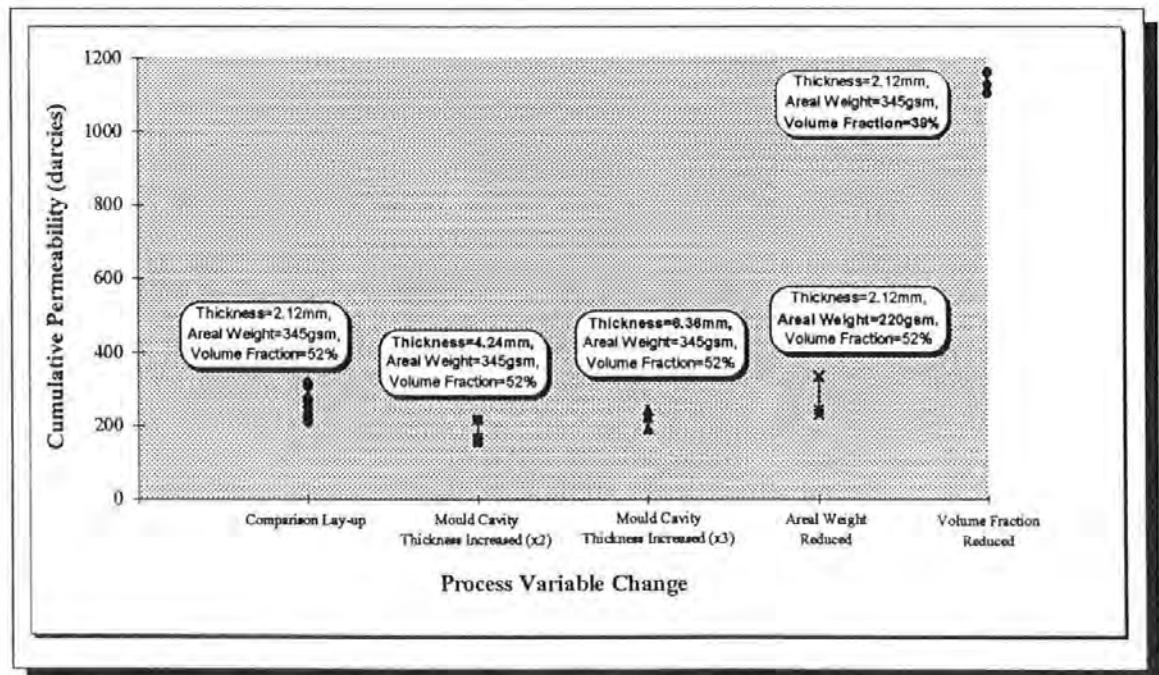 Cumulative Permeability (darcies)
1200
1000
800
600
400
200
0
Thickness=2.12mm,
Areal Weight=345gsm,
Volume Fraction=39%
Thickness=2.12mm,
Areal Weight=345gsm,
Volume Fraction=52%
Thickness=4.24mm,
Areal Weight=345gsm,
Volume Fraction=52%
Thickness=6.36mm,
Areal Weight=345gsm,
Volume Fraction=52%
Thickness=2.12mm,
Areal Weight=220gsm,
Volume Fraction=52%
Comparison Lay-up
Mould Cavity
Thickness Increased (x2)
Mould Cavity
Thickness Increased (x3)
Areal Weight
Reduced
Volume Fraction
Reduced
Process Variable Change